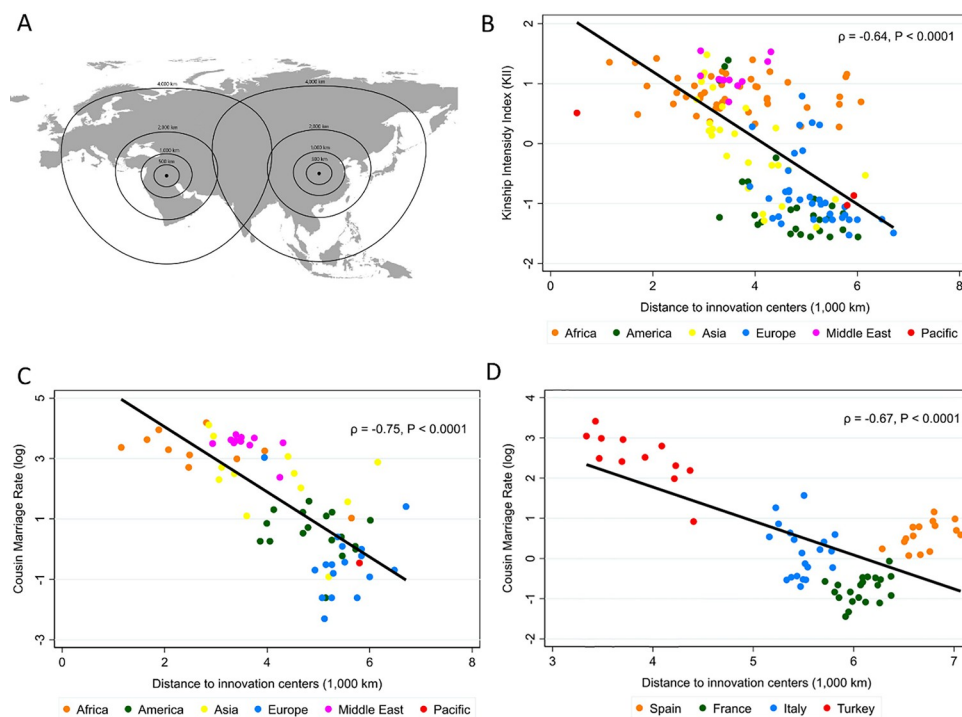 A
4,000 km
4,000 km
2,000 km
2,000 km
1,000 km
1,000 km
500 km
500 km
B
ρ = -0.64, P < 0.0001
Kinship Intensidy Index (KII)
2
1
0
-1
-2
0 2 4 6 8
Distance to innovation centers (1,000 km)
Africa America Asia Europe Middle East Pacific
C
ρ = -0.75, P < 0.0001
Cousin Marriage Rate (log)
5
3
1
-1
-3
0 2 4 6 8
Distance to innovation centers (1,000 km)
Africa America Asia Europe Middle East Pacific
D
ρ = -0.67, P < 0.0001
Cousin Marriage Rate (log)
4
3
2
1
0
-1
-2
3 4 5 6 7
Distance to innovation centers (1,000 km)
Spain France Italy Turkey